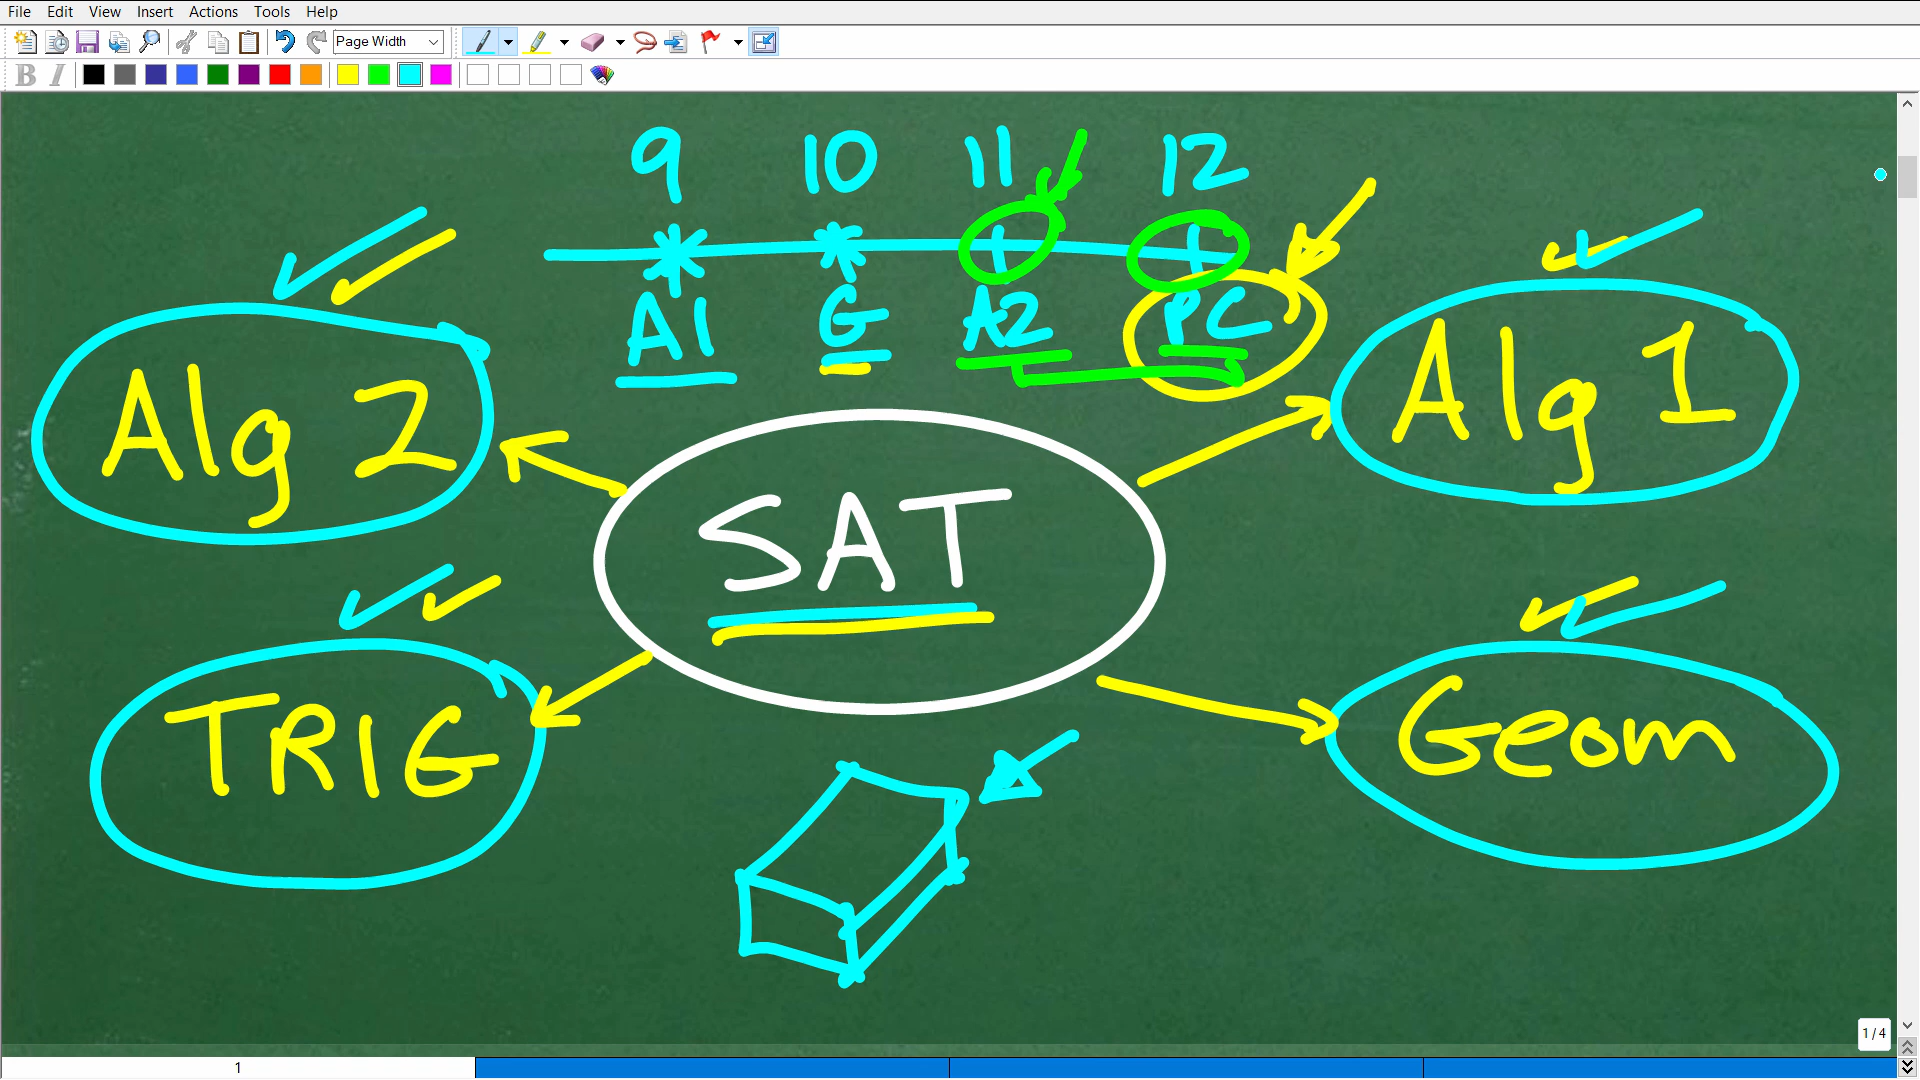 File Edit View Insert Actions Tools Help
Page Width
B I
9 10 11 12
A1 G A2 PC
Alg 2
Alg 1
SAT
TRIG
Geom
1 / 4
1